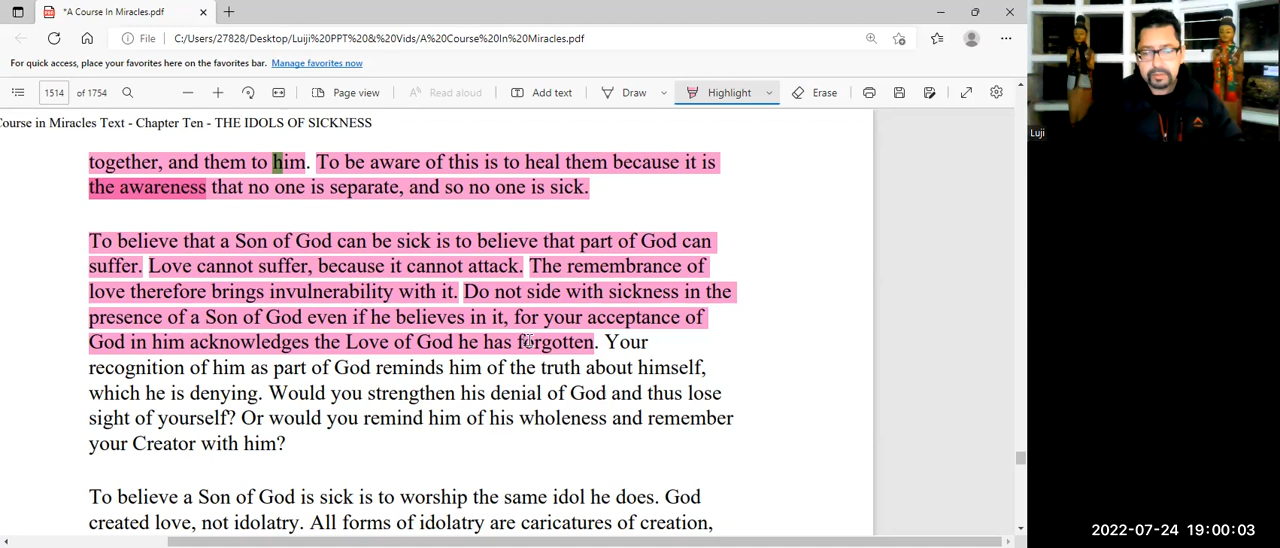 *A Course In Miracles.pdf
File C:/Users/27828/Desktop/Luiji%20PPT%20&%20Vids/A%20Course%20In%20Miracles.pdf
For quick access, place your favorites here on the favorites bar. Manage favorites now
1514 of 1754 Page view Read aloud Add text Draw Highlight Erase
Course in Miracles Text - Chapter Ten - THE IDOLS OF SICKNESS
together, and them to him. To be aware of this is to heal them because it is
the awareness that no one is separate, and so no one is sick.
To believe that a Son of God can be sick is to believe that part of God can
suffer. Love cannot suffer, because it cannot attack. The remembrance of
love therefore brings invulnerability with it. Do not side with sickness in the
presence of a Son of God even if he believes in it, for your acceptance of
God in him acknowledges the Love of God he has forgotten. Your
recognition of him as part of God reminds him of the truth about himself,
which he is denying. Would you strengthen his denial of God and thus lose
sight of yourself? Or would you remind him of his wholeness and remember
your Creator with him?
To believe a Son of God is sick is to worship the same idol he does. God
created love, not idolatry. All forms of idolatry are caricatures of creation,
Luji
2022-07-24 19:00:03